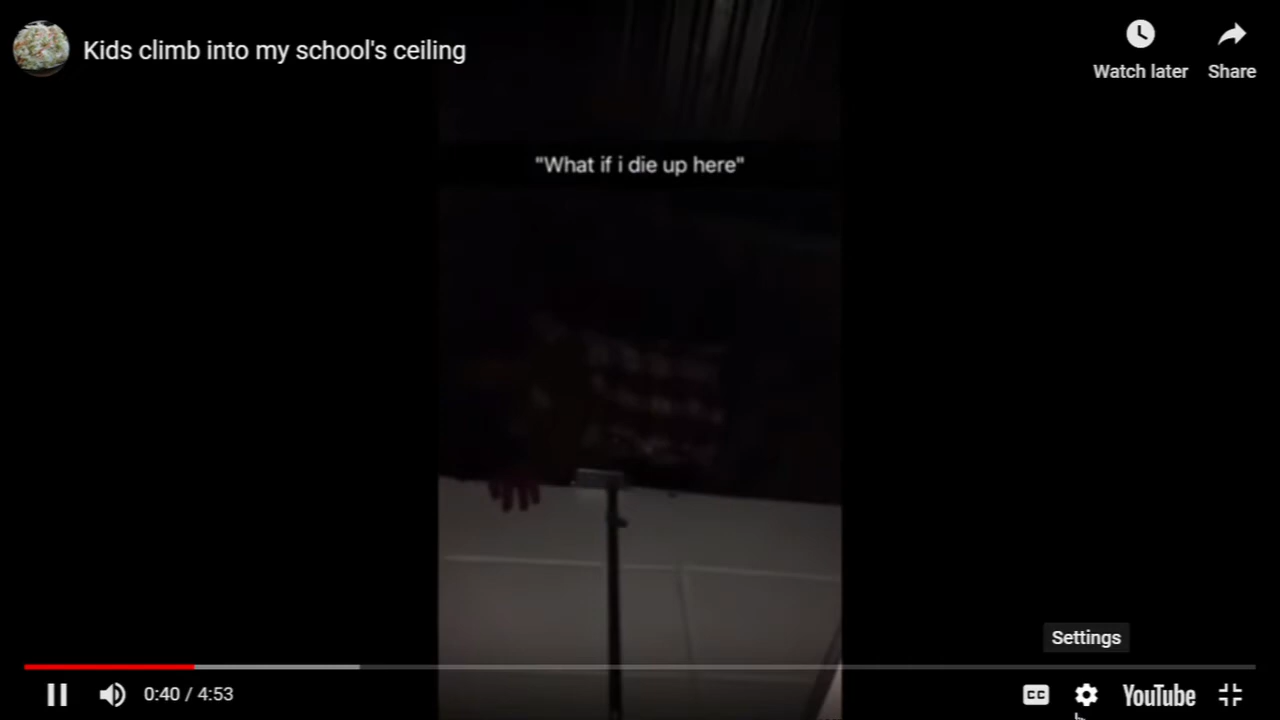 Kids climb into my school's ceiling
Watch later
Share
"What if i die up here"
Settings
0:40 / 4:53
CC
YouTube